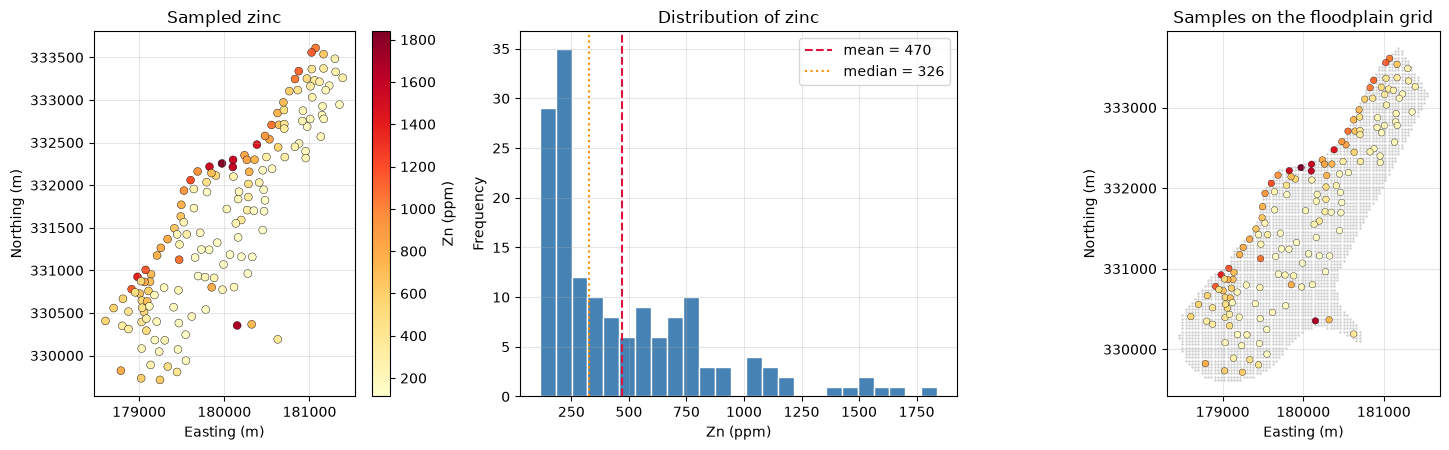 Sampled zinc
333500
333000
332500
332000
331500
331000
330500
330000
Northing (m)
179000 180000 181000
Easting (m)
1800
1600
1400
1200
1000
800
600
400
200
Zn (ppm)
Distribution of zinc
mean = 470
median = 326
35
30
25
20
15
10
5
0
Frequency
250 500 750 1000 1250 1500 1750
Zn (ppm)
Samples on the floodplain grid
333000
332000
331000
330000
Northing (m)
179000 180000 181000
Easting (m)